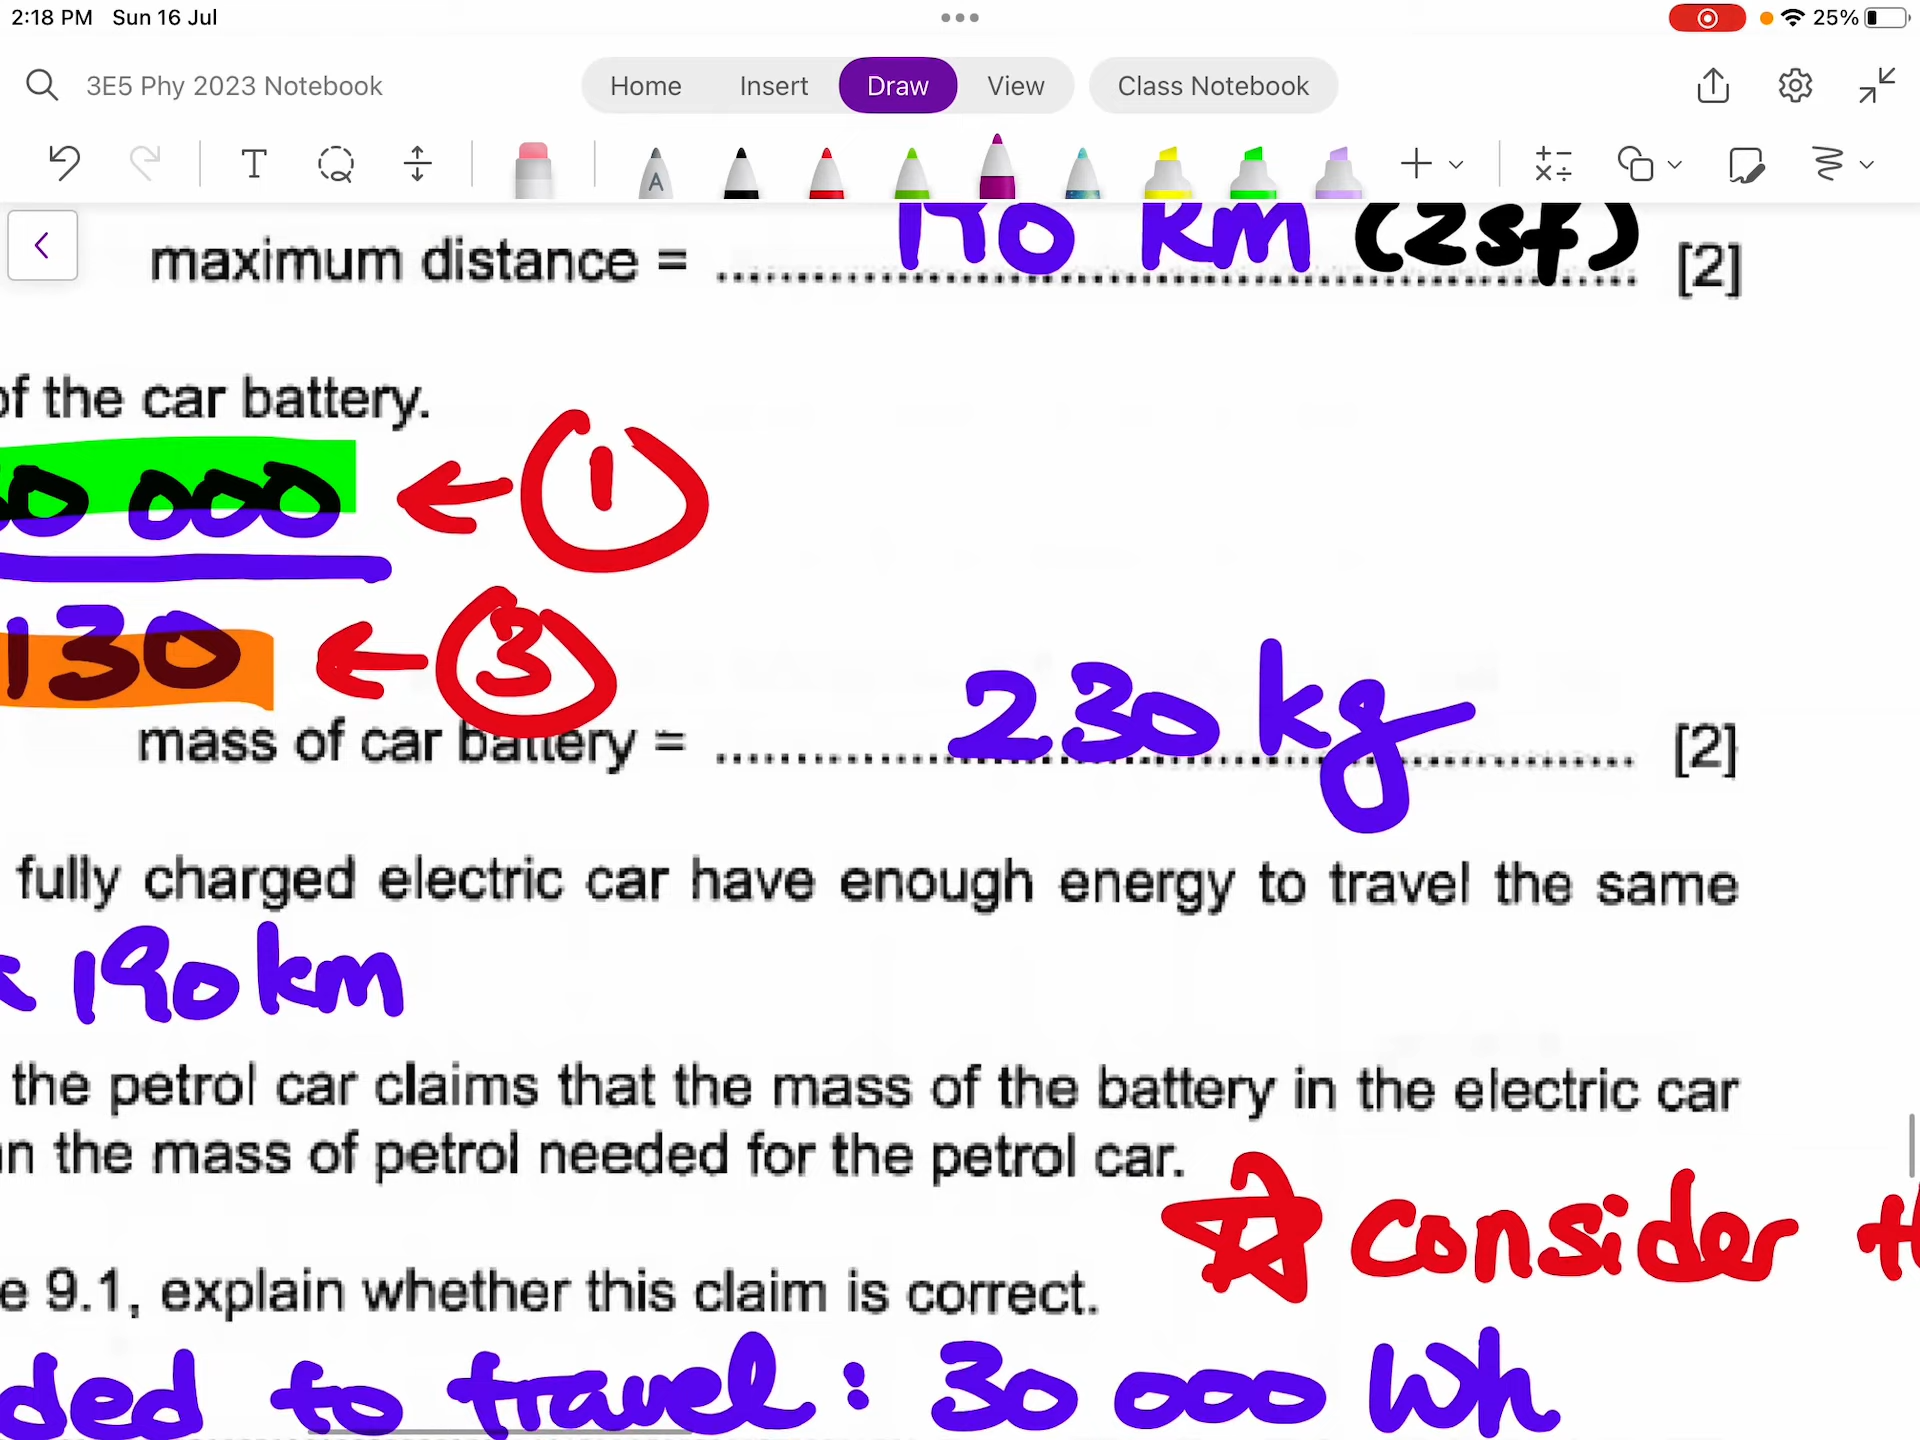 2:18 PM Sun 16 Jul
25%
3E5 Phy 2023 Notebook
Home Insert Draw View Class Notebook
T
A
maximum distance = 190 km (2sf) [2]
of the car battery.
0 000 ← 1
130 ← 3
mass of car battery = 230 kg [2]
fully charged electric car have enough energy to travel the same
190 km
the petrol car claims that the mass of the battery in the electric car
the mass of petrol needed for the petrol car.
☆ consider
e 9.1, explain whether this claim is correct.
ded to travel : 30 000 Wh